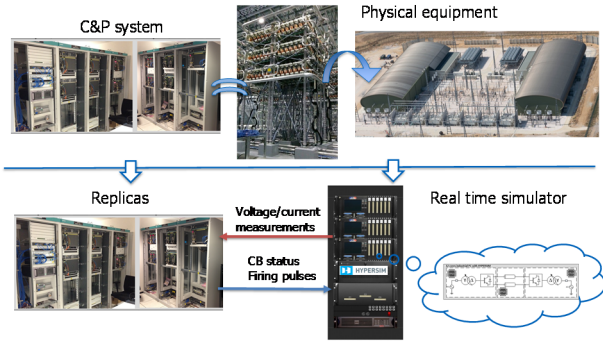 Physical equipment
C&P system
Replicas
Real time simulator
Voltage/current
measurements
CB status
Firing pulses
HYPERSIM